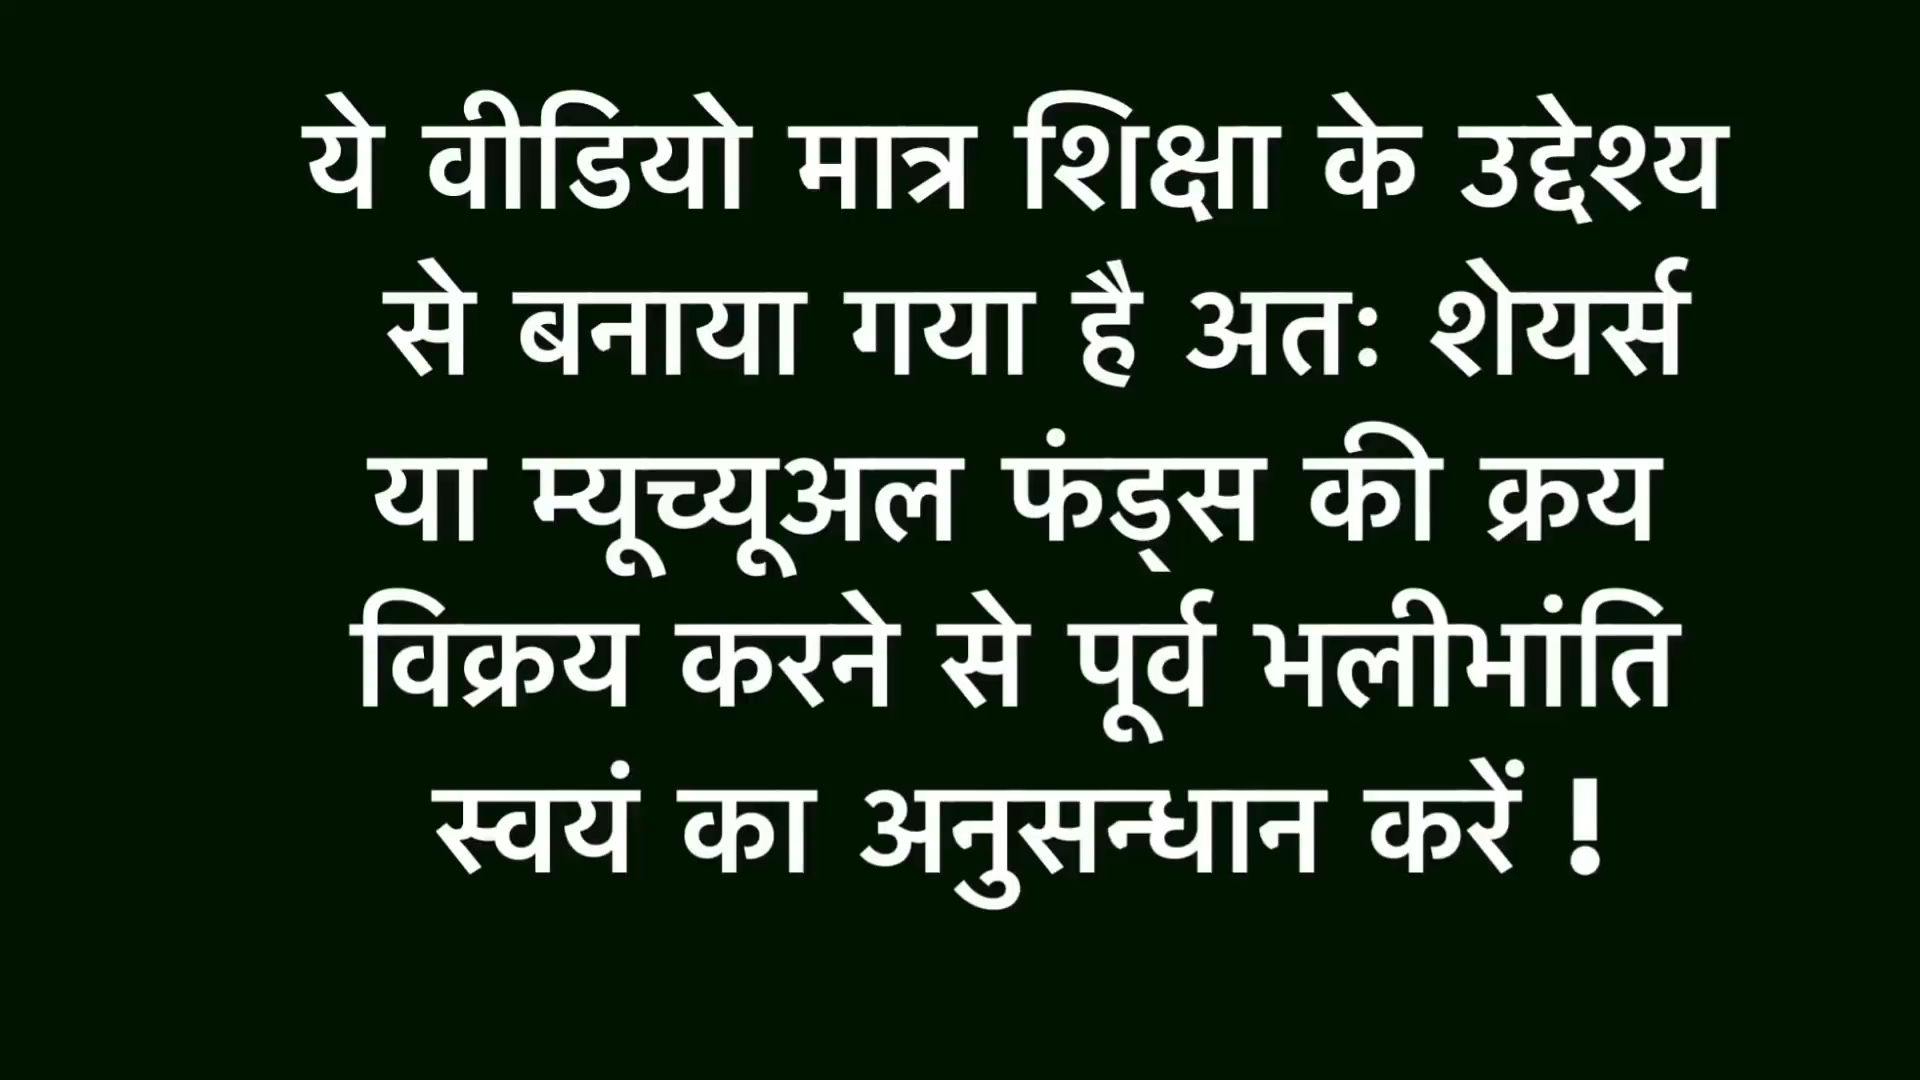 ये वीडियो मात्र शिक्षा के उद्देश्य
से बनाया गया है अतः शेयर्स
या म्यूच्यूअल फंड्स की क्रय
विक्रय करने से पूर्व भलीभांति
स्वयं का अनुसन्धान करें !